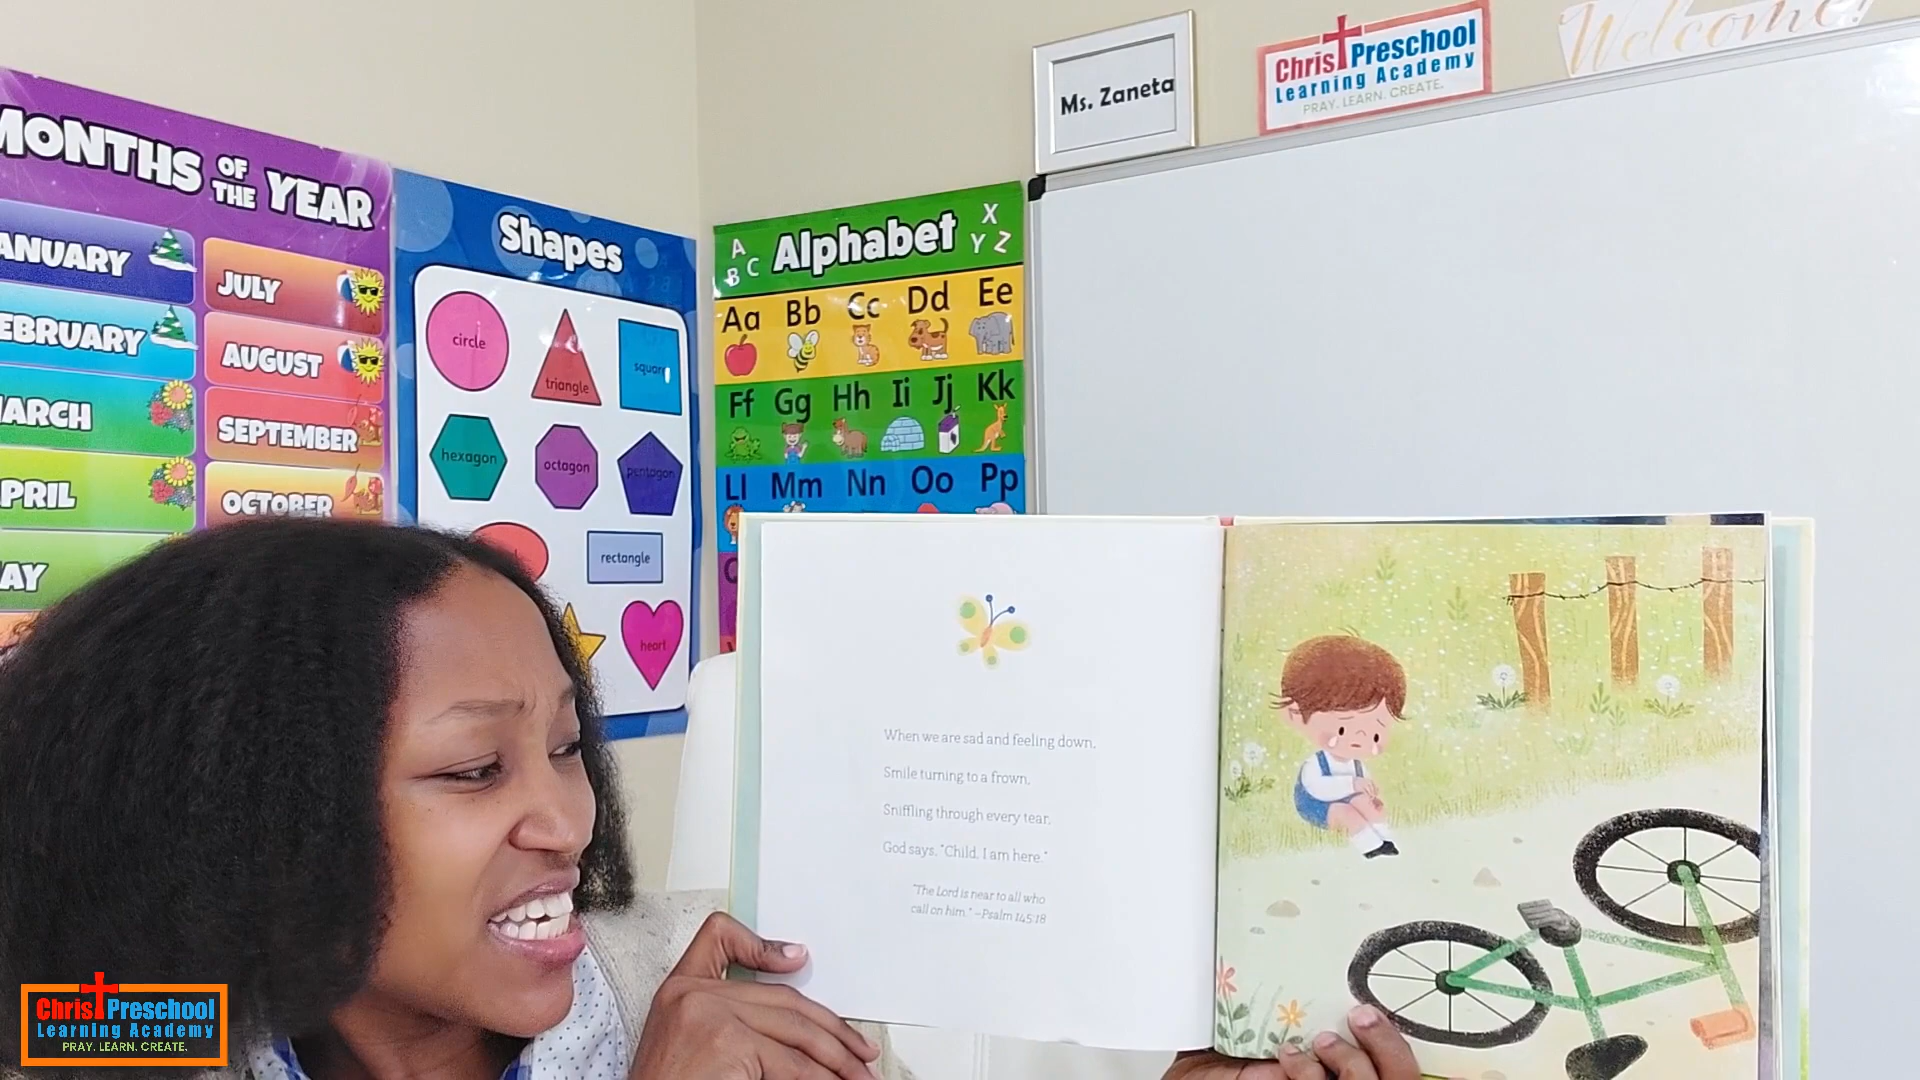 MONTHS OF THE YEAR
ANUARY
EBRUARY
ARCH
PRIL
AY
JULY
AUGUST
SEPTEMBER
OCTOBER
Shapes
circle
triangle
square
hexagon
octagon
pentagon
rectangle
heart
A B C Alphabet X Y Z
Aa Bb Cc Dd Ee
Ff Gg Hh Ii Jj Kk
Ll Mm Nn Oo Pp
Ms. Zaneta
Christ Preschool
Learning Academy
PRAY. LEARN. CREATE.
Welcome!
When we are sad and feeling down,
Smile turning to a frown,
Sniffling through every tear,
God says, "Child, I am here."
"The Lord is near to all who
call on him." –Psalm 145:18
Christ Preschool
Learning Academy
PRAY. LEARN. CREATE.